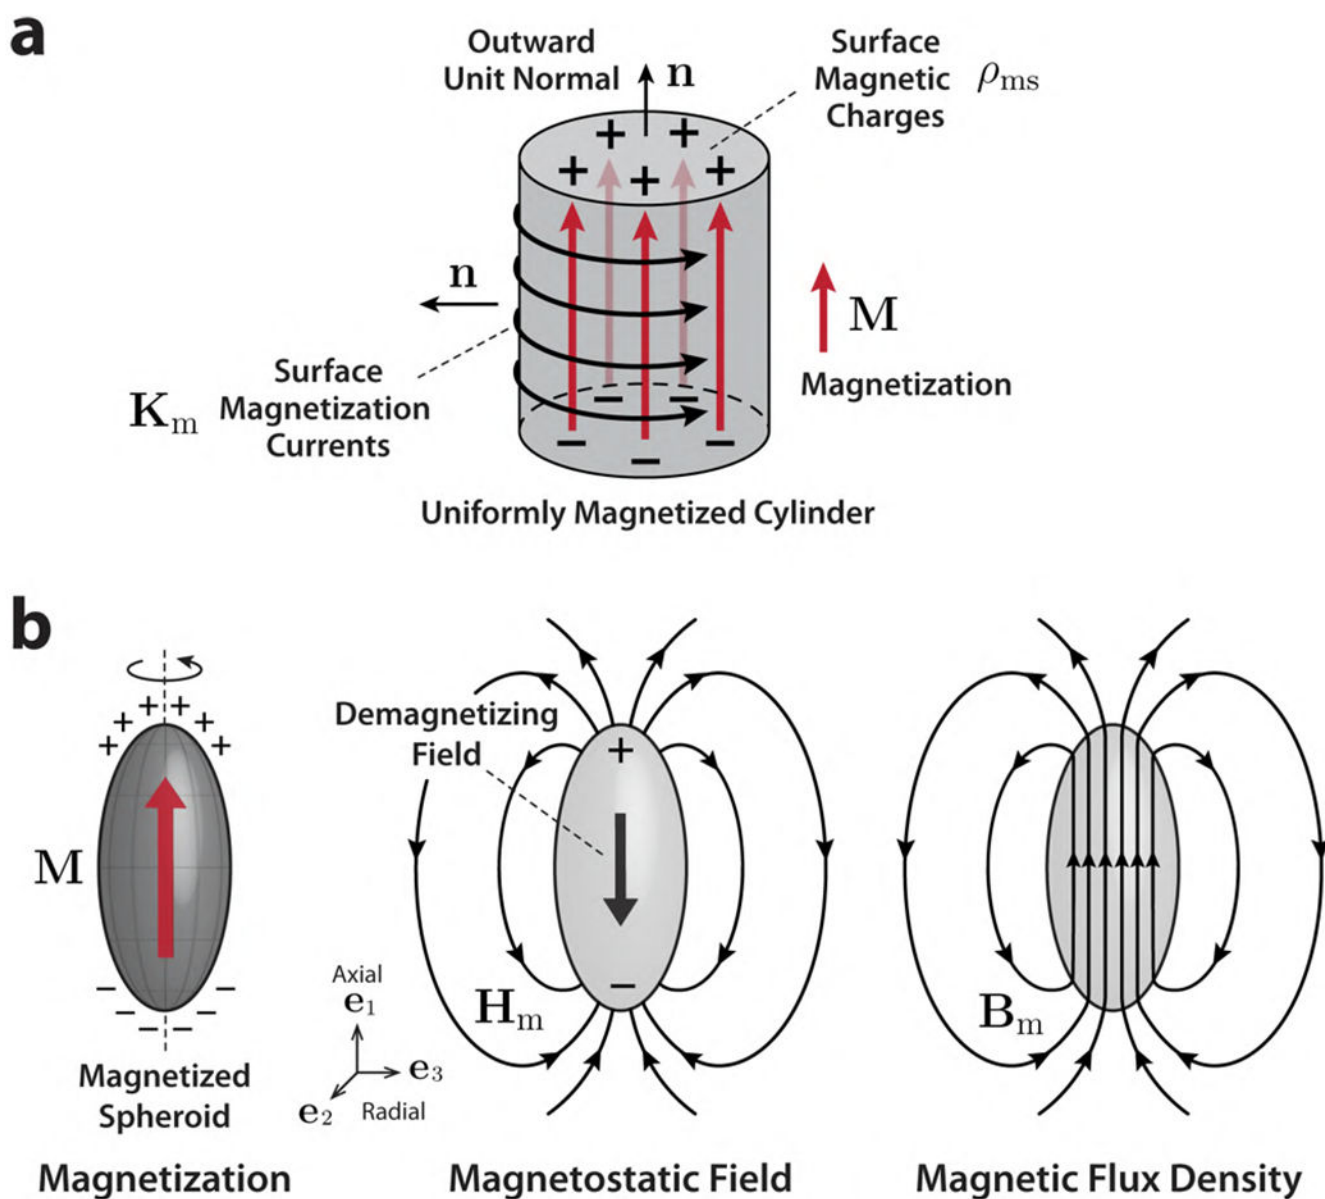 a
Outward
Unit Normal
n
Surface
Magnetic
Charges
ρms
+ +
+ + +
n
M
Magnetization
Surface
Magnetization
Currents
Km
− −
− − −
Uniformly Magnetized Cylinder
b
+ + + + + + +
M
− − − − − − −
Magnetized
Spheroid
Magnetization
Axial
e1
e3
e2
Radial
Demagnetizing
Field
+
−
Hm
Magnetostatic Field
Bm
Magnetic Flux Density